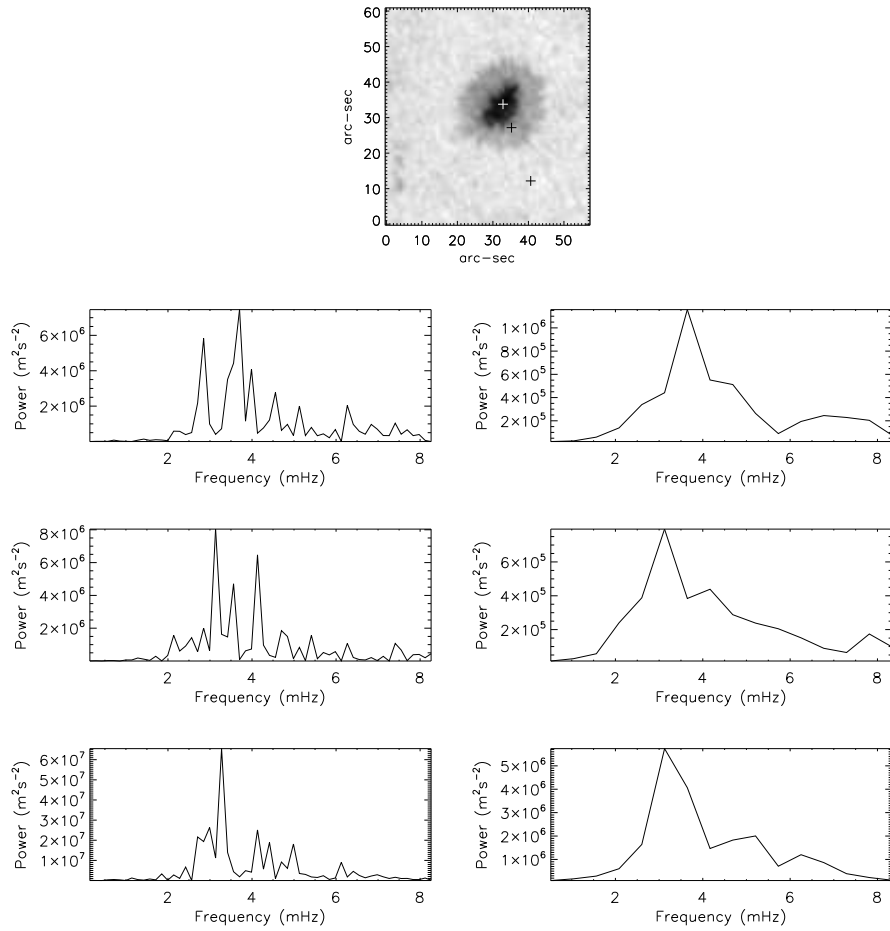 60
50
40
30
20
10
0
arc-sec
0 10 20 30 40 50
arc-sec
6×10⁶
4×10⁶
2×10⁶
Power (m²s⁻²)
2 4 6 8
Frequency (mHz)
1×10⁶
8×10⁵
6×10⁵
4×10⁵
2×10⁵
Power (m²s⁻²)
2 4 6 8
Frequency (mHz)
8×10⁶
6×10⁶
4×10⁶
2×10⁶
Power (m²s⁻²)
2 4 6 8
Frequency (mHz)
6×10⁵
4×10⁵
2×10⁵
Power (m²s⁻²)
2 4 6 8
Frequency (mHz)
6×10⁷
5×10⁷
4×10⁷
3×10⁷
2×10⁷
1×10⁷
Power (m²s⁻²)
2 4 6 8
Frequency (mHz)
5×10⁶
4×10⁶
3×10⁶
2×10⁶
1×10⁶
Power (m²s⁻²)
2 4 6 8
Frequency (mHz)